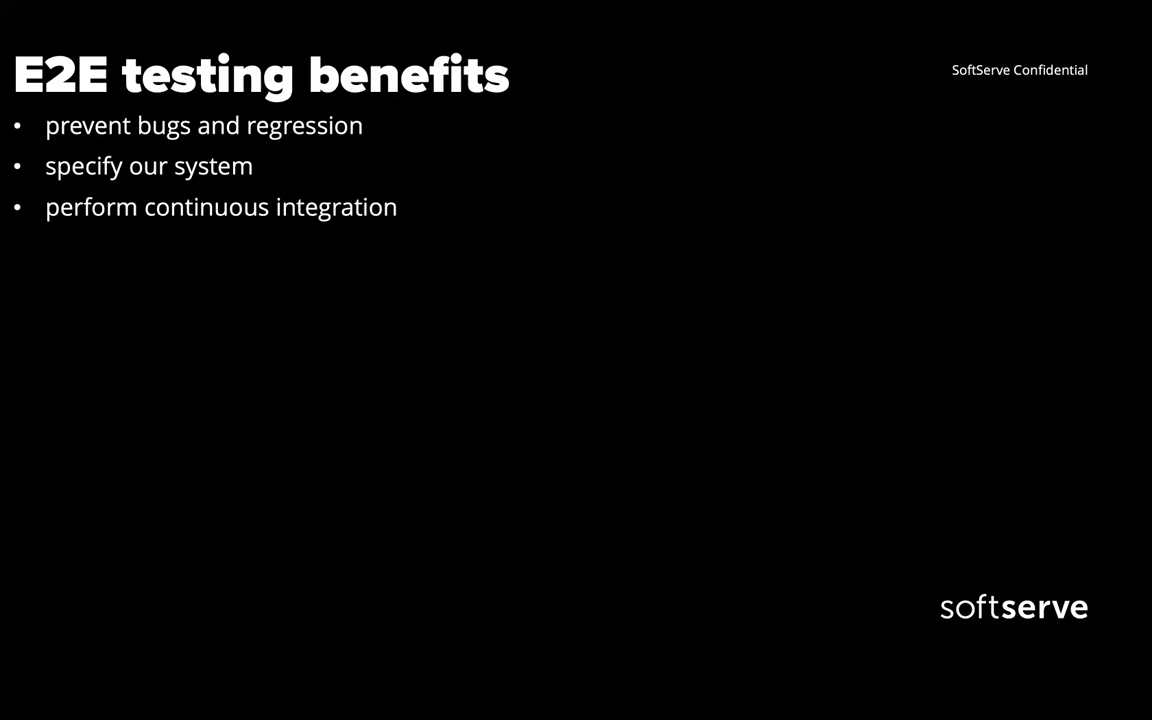 E2E testing benefits
SoftServe Confidential
• prevent bugs and regression
• specify our system
• perform continuous integration
softserve